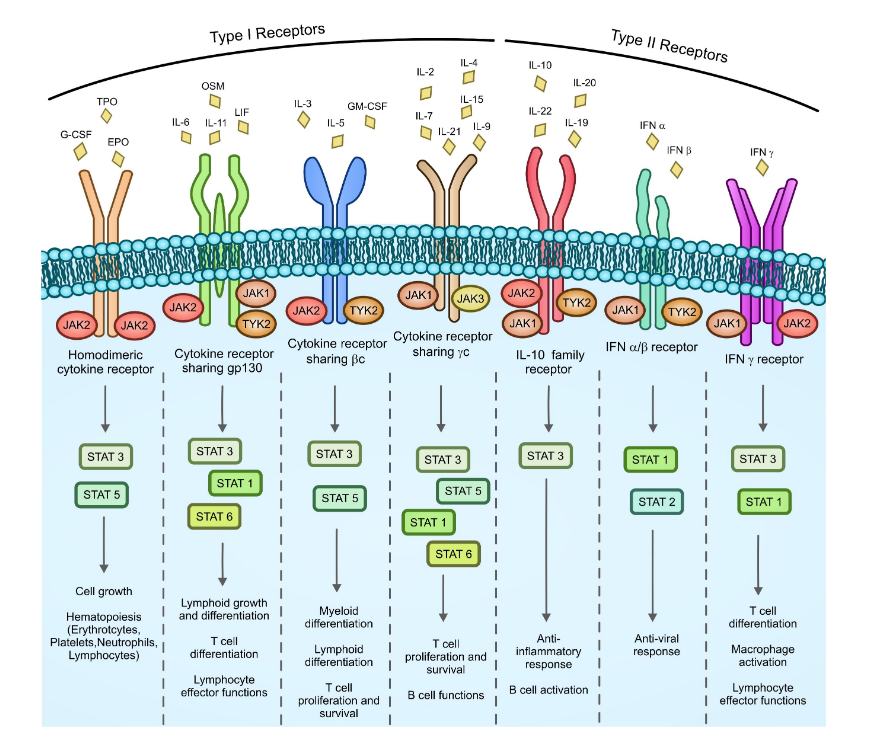 Type I Receptors
Type II Receptors
TPO
G-CSF
EPO
OSM
IL-6
IL-11
LIF
IL-3
IL-5
GM-CSF
IL-2
IL-4
IL-15
IL-7
IL-21
IL-9
IL-10
IL-20
IL-22
IL-19
IFN α
IFN β
IFN γ
JAK2
JAK2
JAK2
JAK1
TYK2
JAK2
TYK2
JAK1
JAK3
JAK2
JAK1
TYK2
JAK1
TYK2
JAK1
JAK2
Homodimeric
cytokine receptor
Cytokine receptor
sharing gp130
Cytokine receptor
sharing βc
Cytokine receptor
sharing γc
IL-10 family
receptor
IFN α/β receptor
IFN γ receptor
STAT 3
STAT 5
STAT 3
STAT 1
STAT 6
STAT 3
STAT 5
STAT 3
STAT 5
STAT 1
STAT 6
STAT 3
STAT 1
STAT 2
STAT 3
STAT 1
Cell growth
Hematopoiesis
(Erythrotcytes,
Platelets,Neutrophils,
Lymphocytes)
Lymphoid growth
and differentiation
T cell
differentiation
Lymphocyte
effector functions
Myeloid
differentiation
Lymphoid
differentiation
T cell
proliferation and
survival
T cell
proliferation and
survival
B cell functions
Anti-
inflammatory
response
B cell activation
Anti-viral
response
T cell
differentiation
Macrophage
activation
Lymphocyte
effector functions